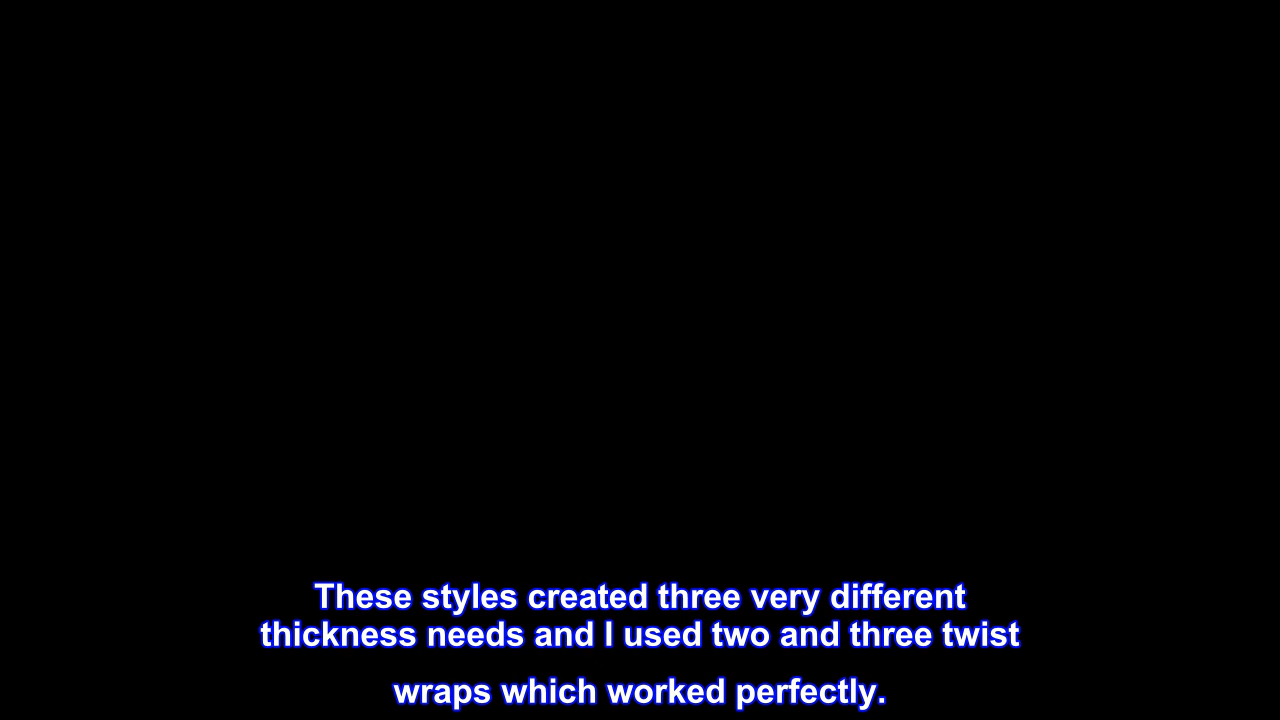 These styles created three very different
thickness needs and I used two and three twist
wraps which worked perfectly.